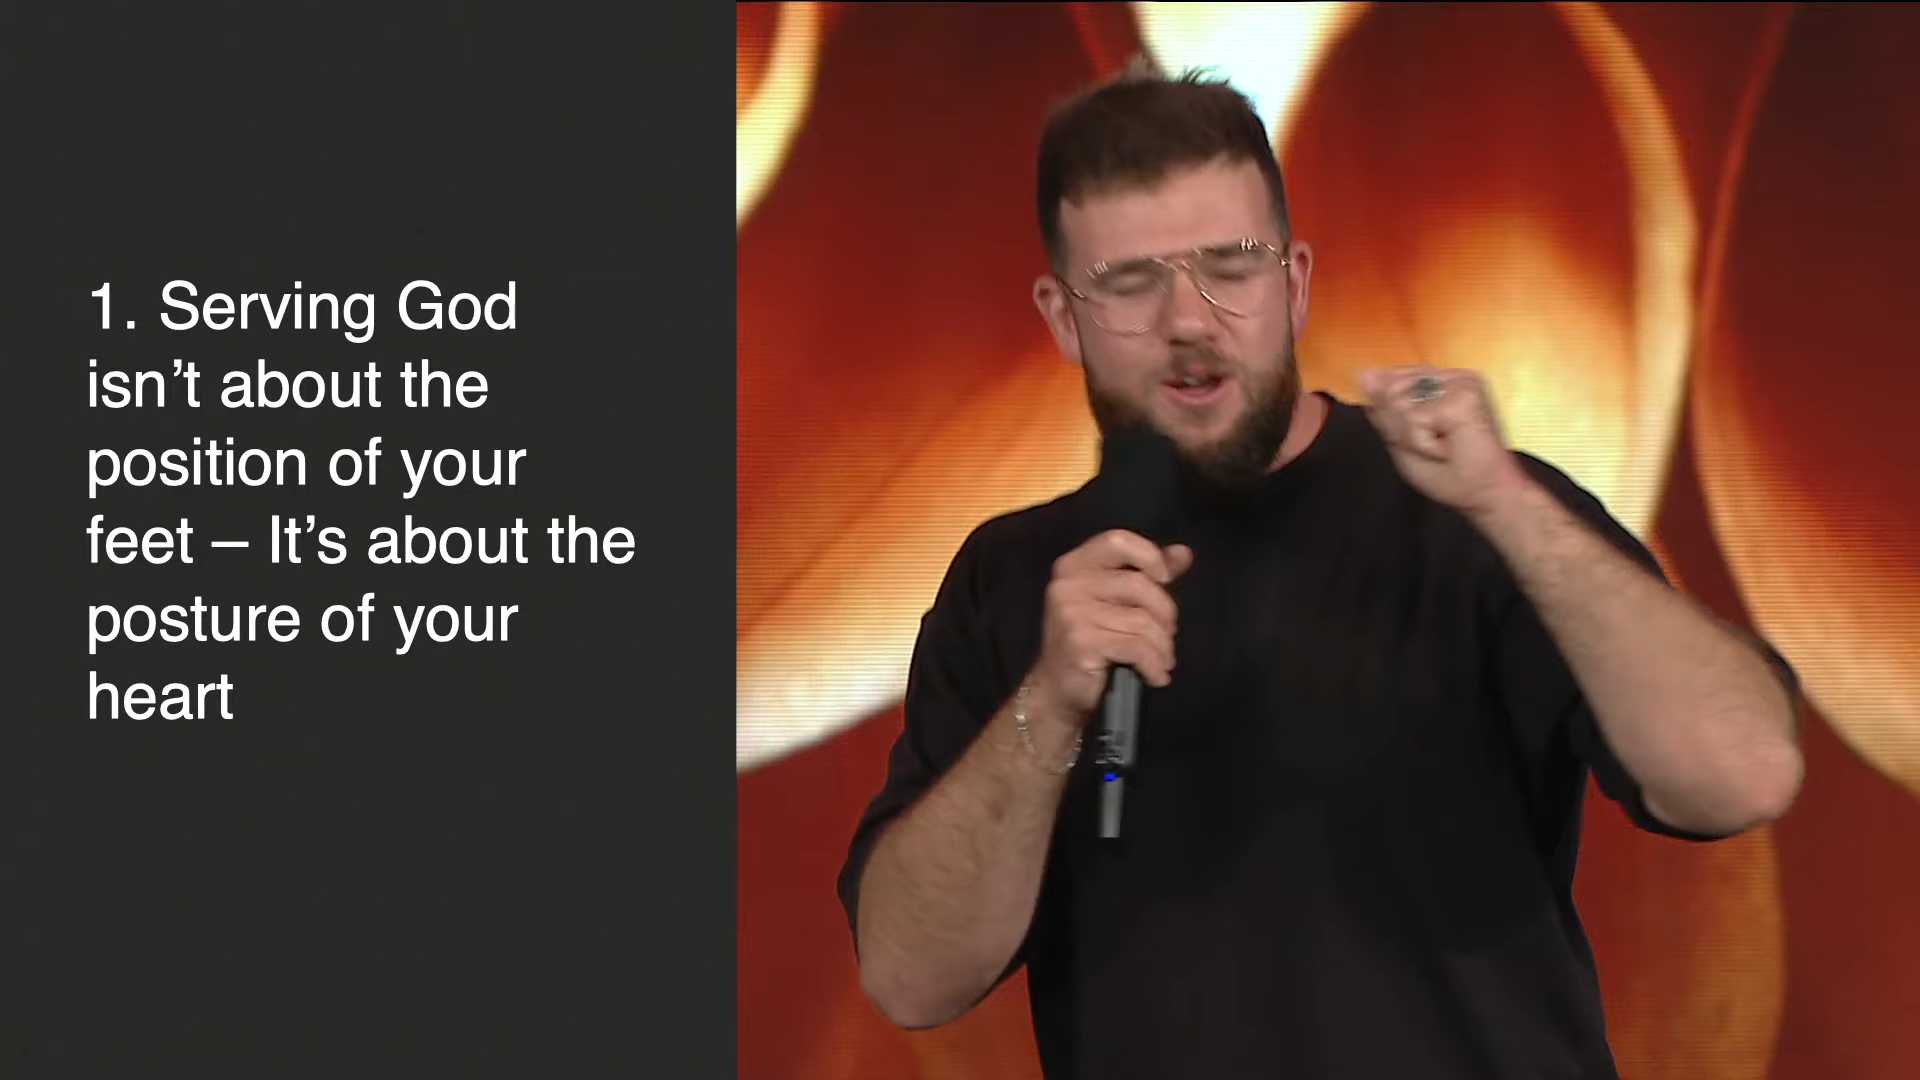 1. Serving God
isn’t about the
position of your
feet – It’s about the
posture of your
heart